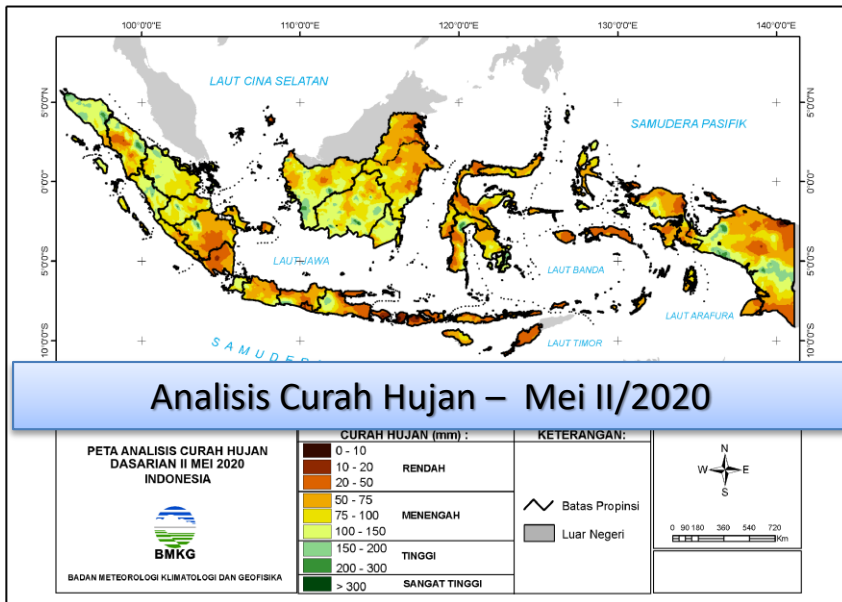 100°0'0"E 110°0'0"E 120°0'0"E 130°0'0"E 140°0'0"E
LAUT CINA SELATAN
5°0'0"N 5°0'0"N
SAMUDERA PASIFIK
0°0'0" 0°0'0"
LAUT JAWA
LAUT BANDA
5°0'0"S 5°0'0"S
LAUT ARAFURA
LAUT TIMOR
10°0'0"S 10°0'0"S
SAMUDER
Analisis Curah Hujan – Mei II/2020
PETA ANALISIS CURAH HUJAN
DASARIAN II MEI 2020
INDONESIA
BMKG
BADAN METEOROLOGI KLIMATOLOGI DAN GEOFISIKA
CURAH HUJAN (mm) :
0 - 10
10 - 20 RENDAH
20 - 50
50 - 75
75 - 100 MENENGAH
100 - 150
150 - 200 TINGGI
200 - 300
> 300 SANGAT TINGGI
KETERANGAN:
Batas Propinsi
Luar Negeri
N
W E
S
0 90 180 360 540 720
Km